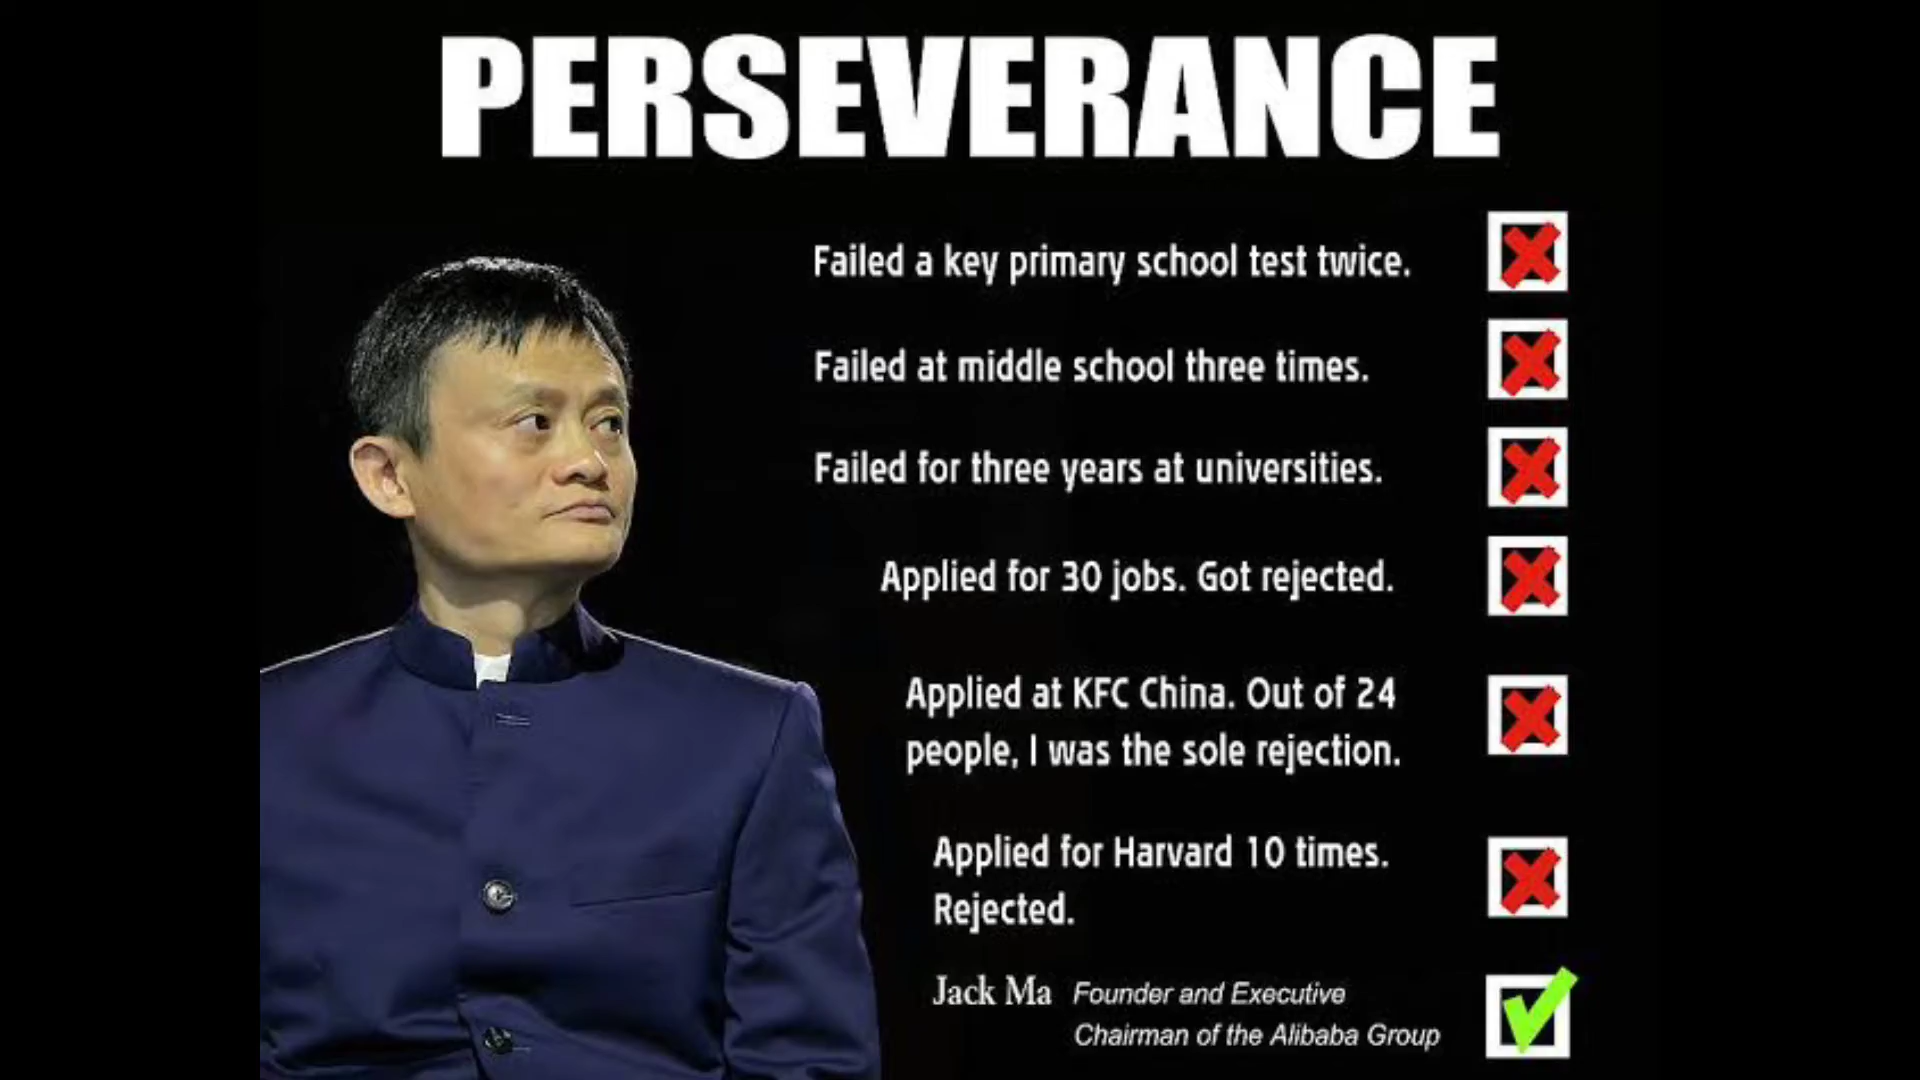 PERSEVERANCE
Failed a key primary school test twice.
Failed at middle school three times.
Failed for three years at universities.
Applied for 30 jobs. Got rejected.
Applied at KFC China. Out of 24
people, I was the sole rejection.
Applied for Harvard 10 times.
Rejected.
Jack Ma Founder and Executive
Chairman of the Alibaba Group